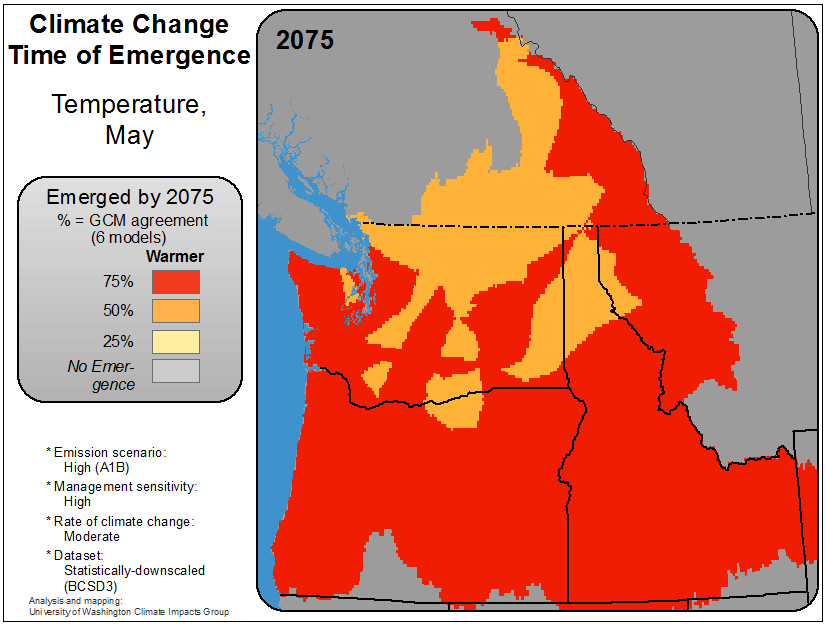 Climate Change
Time of Emergence
Temperature,
May
Emerged by 2075
% = GCM agreement
(6 models)
Warmer
75%
50%
25%
No Emer-
gence
* Emission scenario:
High (A1B)
* Management sensitivity:
High
* Rate of climate change:
Moderate
* Dataset:
Statistically-downscaled
(BCSD3)
Analysis and mapping:
University of Washington Climate Impacts Group
2075